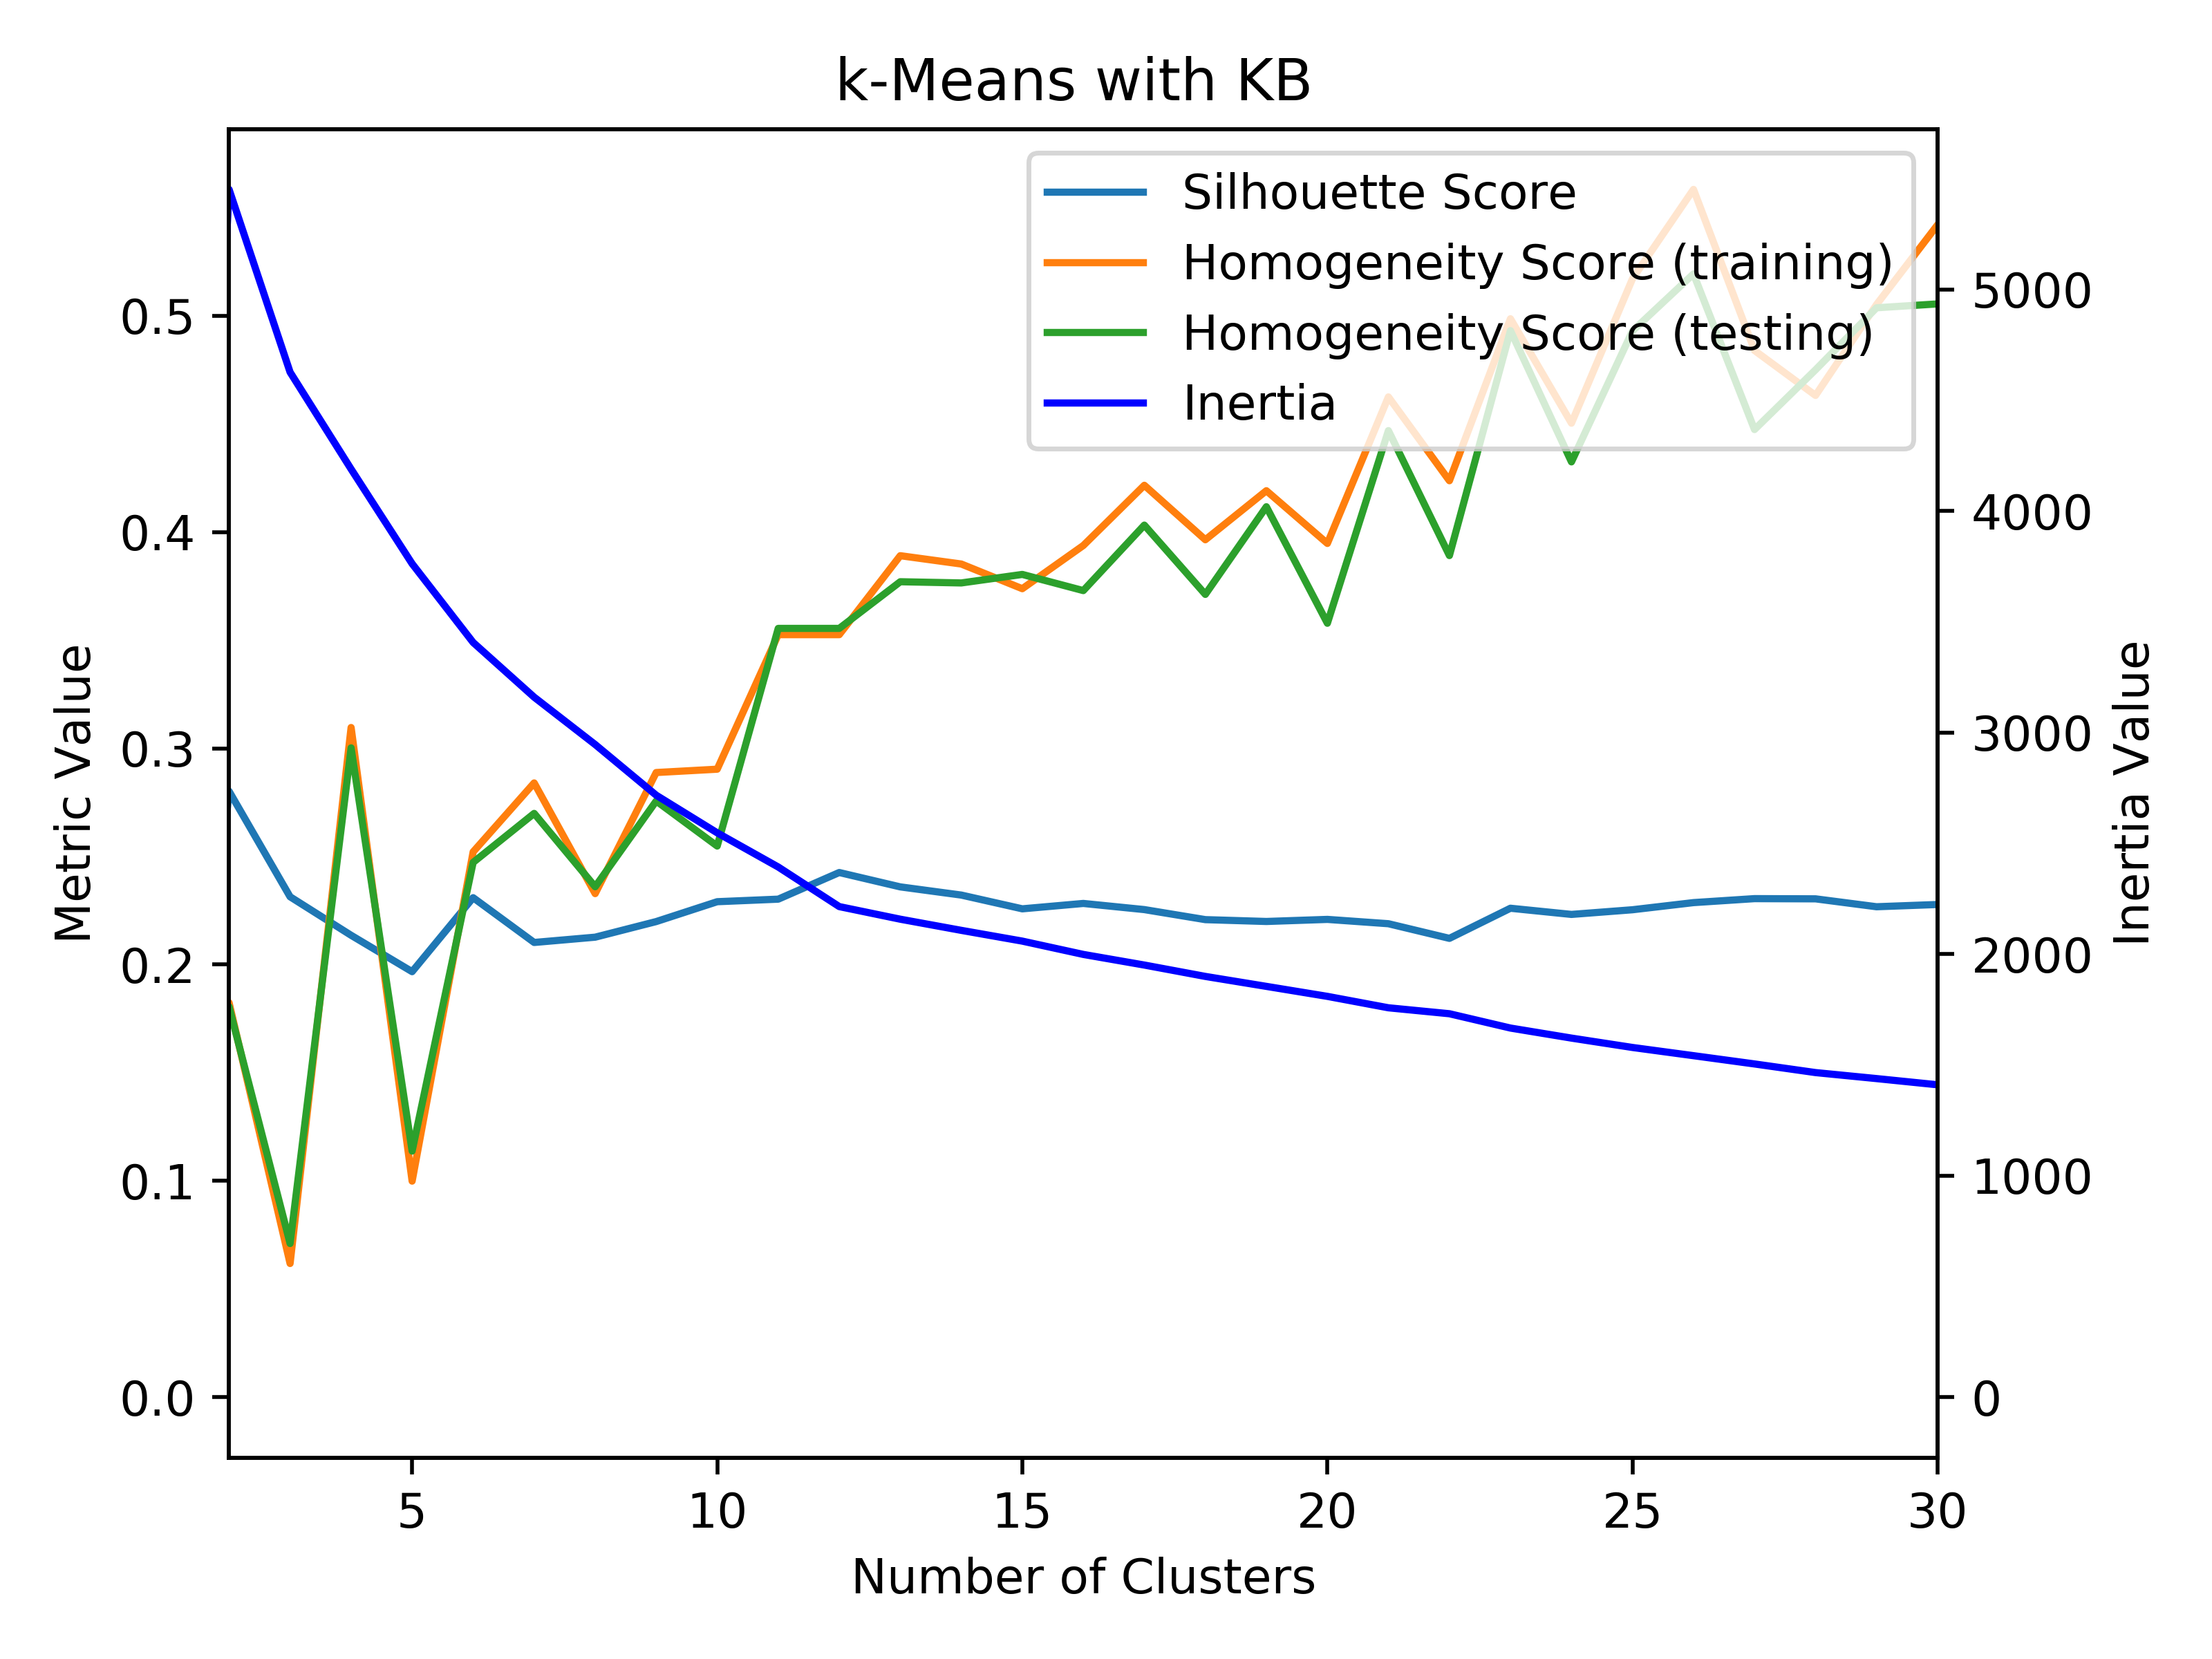 k-Means with KB
Silhouette Score
Homogeneity Score (training)
Homogeneity Score (testing)
Inertia
Metric Value
0.5
0.4
0.3
0.2
0.1
0.0
5000
4000
3000
2000
1000
0
Inertia Value
5 10 15 20 25 30
Number of Clusters